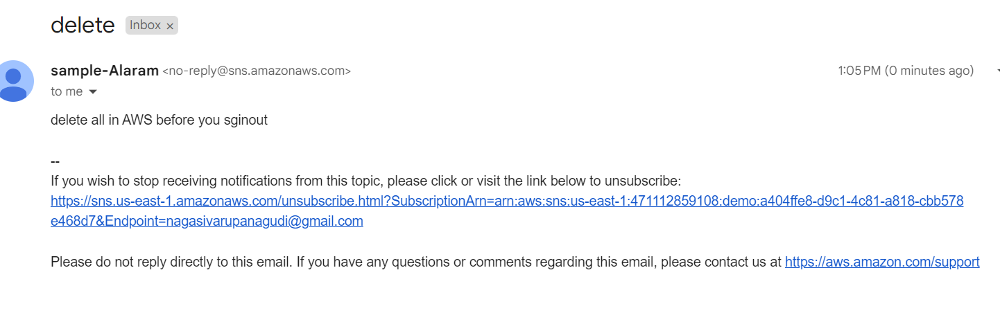 delete Inbox ×
sample-Alaram <no-reply@sns.amazonaws.com> 1:05 PM (0 minutes ago)
to me
delete all in AWS before you sginout
--
If you wish to stop receiving notifications from this topic, please click or visit the link below to unsubscribe:
https://sns.us-east-1.amazonaws.com/unsubscribe.html?SubscriptionArn=arn:aws:sns:us-east-1:471112859108:demo:a404ffe8-d9c1-4c81-a818-cbb578
e468d7&Endpoint=nagasivarupanagudi@gmail.com
Please do not reply directly to this email. If you have any questions or comments regarding this email, please contact us at https://aws.amazon.com/support